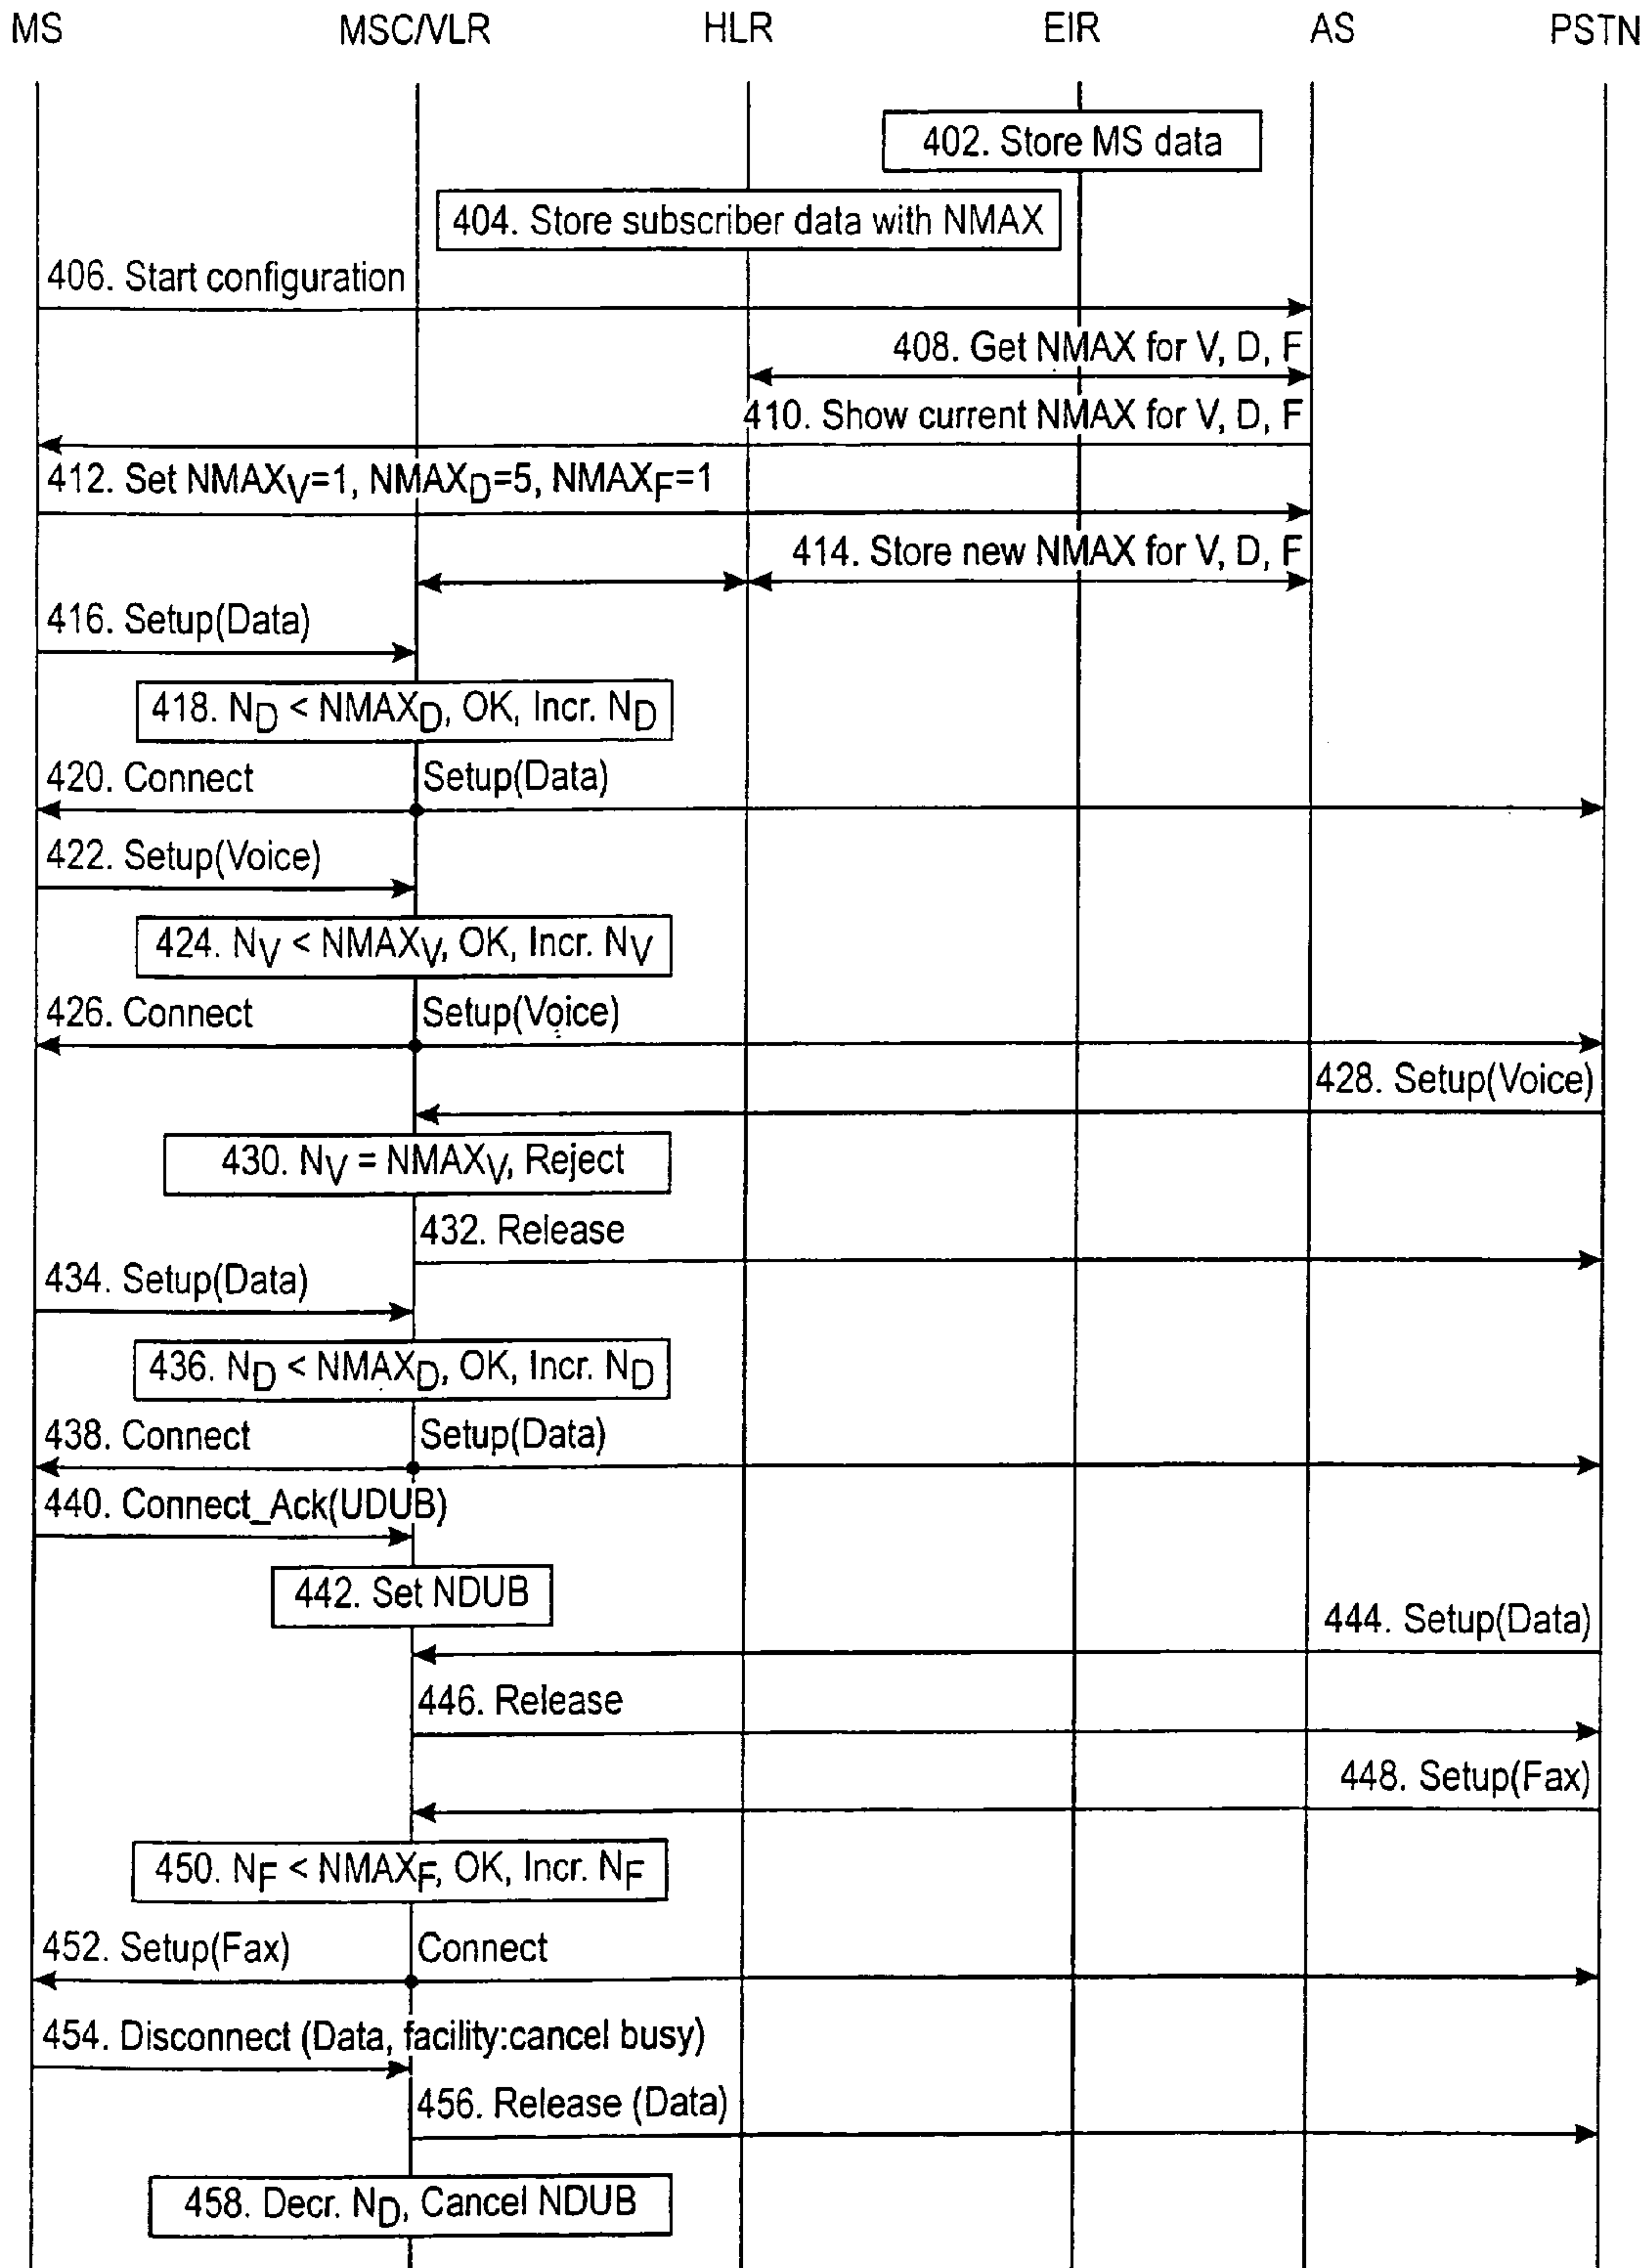 MS MSC/VLR HLR EIR AS PSTN
402. Store MS data
404. Store subscriber data with NMAX
406. Start configuration
408. Get NMAX for V, D, F
410. Show current NMAX for V, D, F
412. Set NMAXV=1, NMAXD=5, NMAXF=1
414. Store new NMAX for V, D, F
416. Setup(Data)
418. ND < NMAXD, OK, Incr. ND
420. Connect Setup(Data)
422. Setup(Voice)
424. NV < NMAXV, OK, Incr. NV
426. Connect Setup(Voice)
428. Setup(Voice)
430. NV = NMAXV, Reject
432. Release
434. Setup(Data)
436. ND < NMAXD, OK, Incr. ND
438. Connect Setup(Data)
440. Connect_Ack(UDUB)
442. Set NDUB
444. Setup(Data)
446. Release
448. Setup(Fax)
450. NF < NMAXF, OK, Incr. NF
452. Setup(Fax) Connect
454. Disconnect (Data, facility:cancel busy)
456. Release (Data)
458. Decr. ND, Cancel NDUB